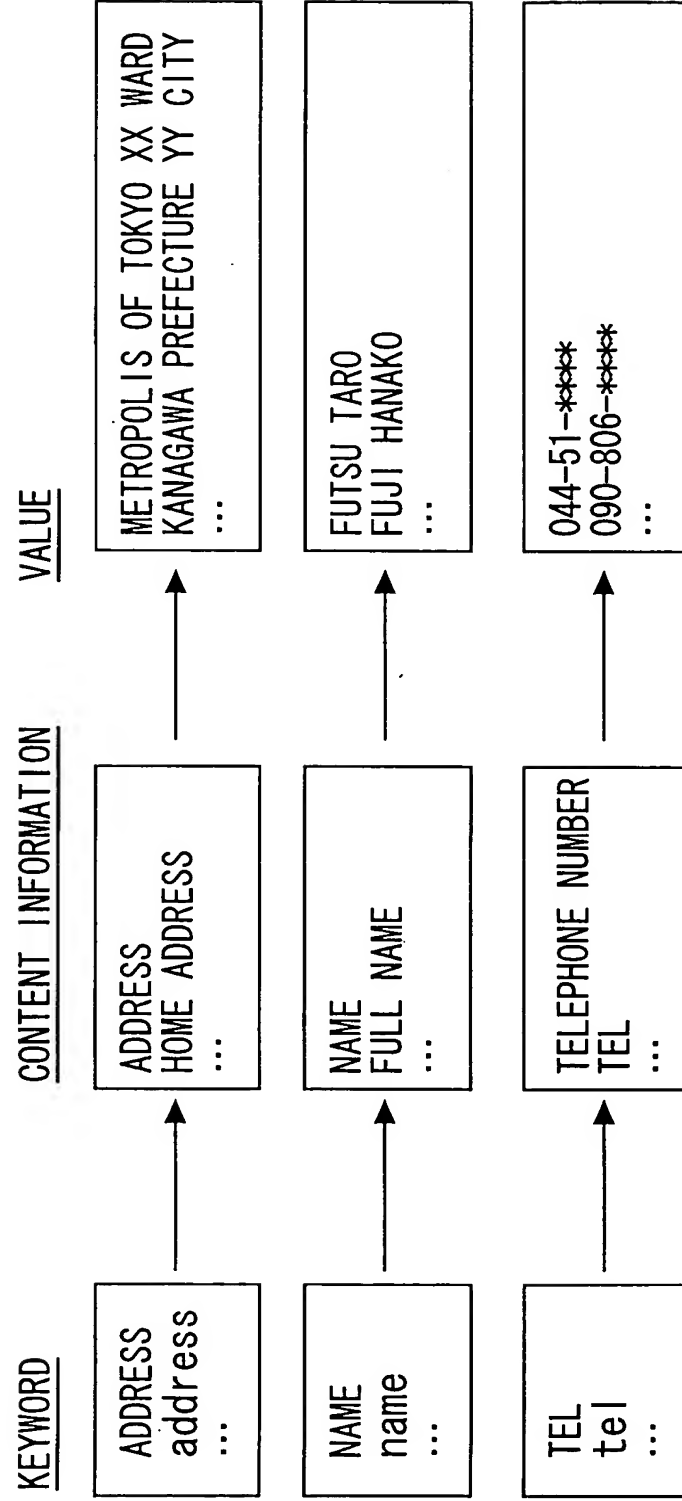 KEYWORD
CONTENT INFORMATION
VALUE
ADDRESS
address
...
ADDRESS
HOME ADDRESS
...
METROPOLIS OF TOKYO XX WARD
KANAGAWA PREFECTURE YY CITY
...
NAME
name
...
NAME
FULL NAME
...
FUTSU TARO
FUJI HANAKO
...
TEL
tel
...
TELEPHONE NUMBER
TEL
...
044-51-****
090-806-****
...